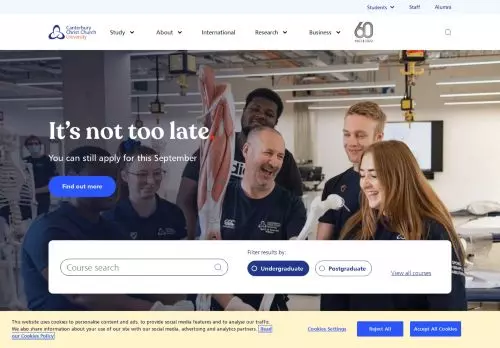 Students Staff Alumni
Canterbury
Christ Church
University
Study About International Research Business
60
It's not too late.
You can still apply for this September
Find out more
Filter results by:
Course search
Undergraduate Postgraduate
View all courses
This website uses cookies to personalise content and ads, to provide social media features and to analyse our traffic.
We also share information about your use of our site with our social media, advertising and analytics partners. Read
our Cookies Policy
Cookies Settings Reject All Accept All Cookies